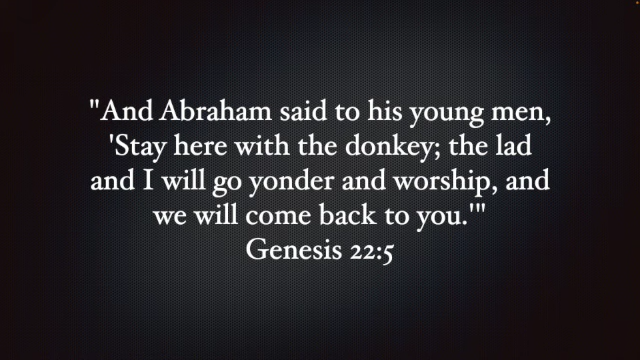 "And Abraham said to his young men,
'Stay here with the donkey; the lad
and I will go yonder and worship, and
we will come back to you.'"
Genesis 22:5